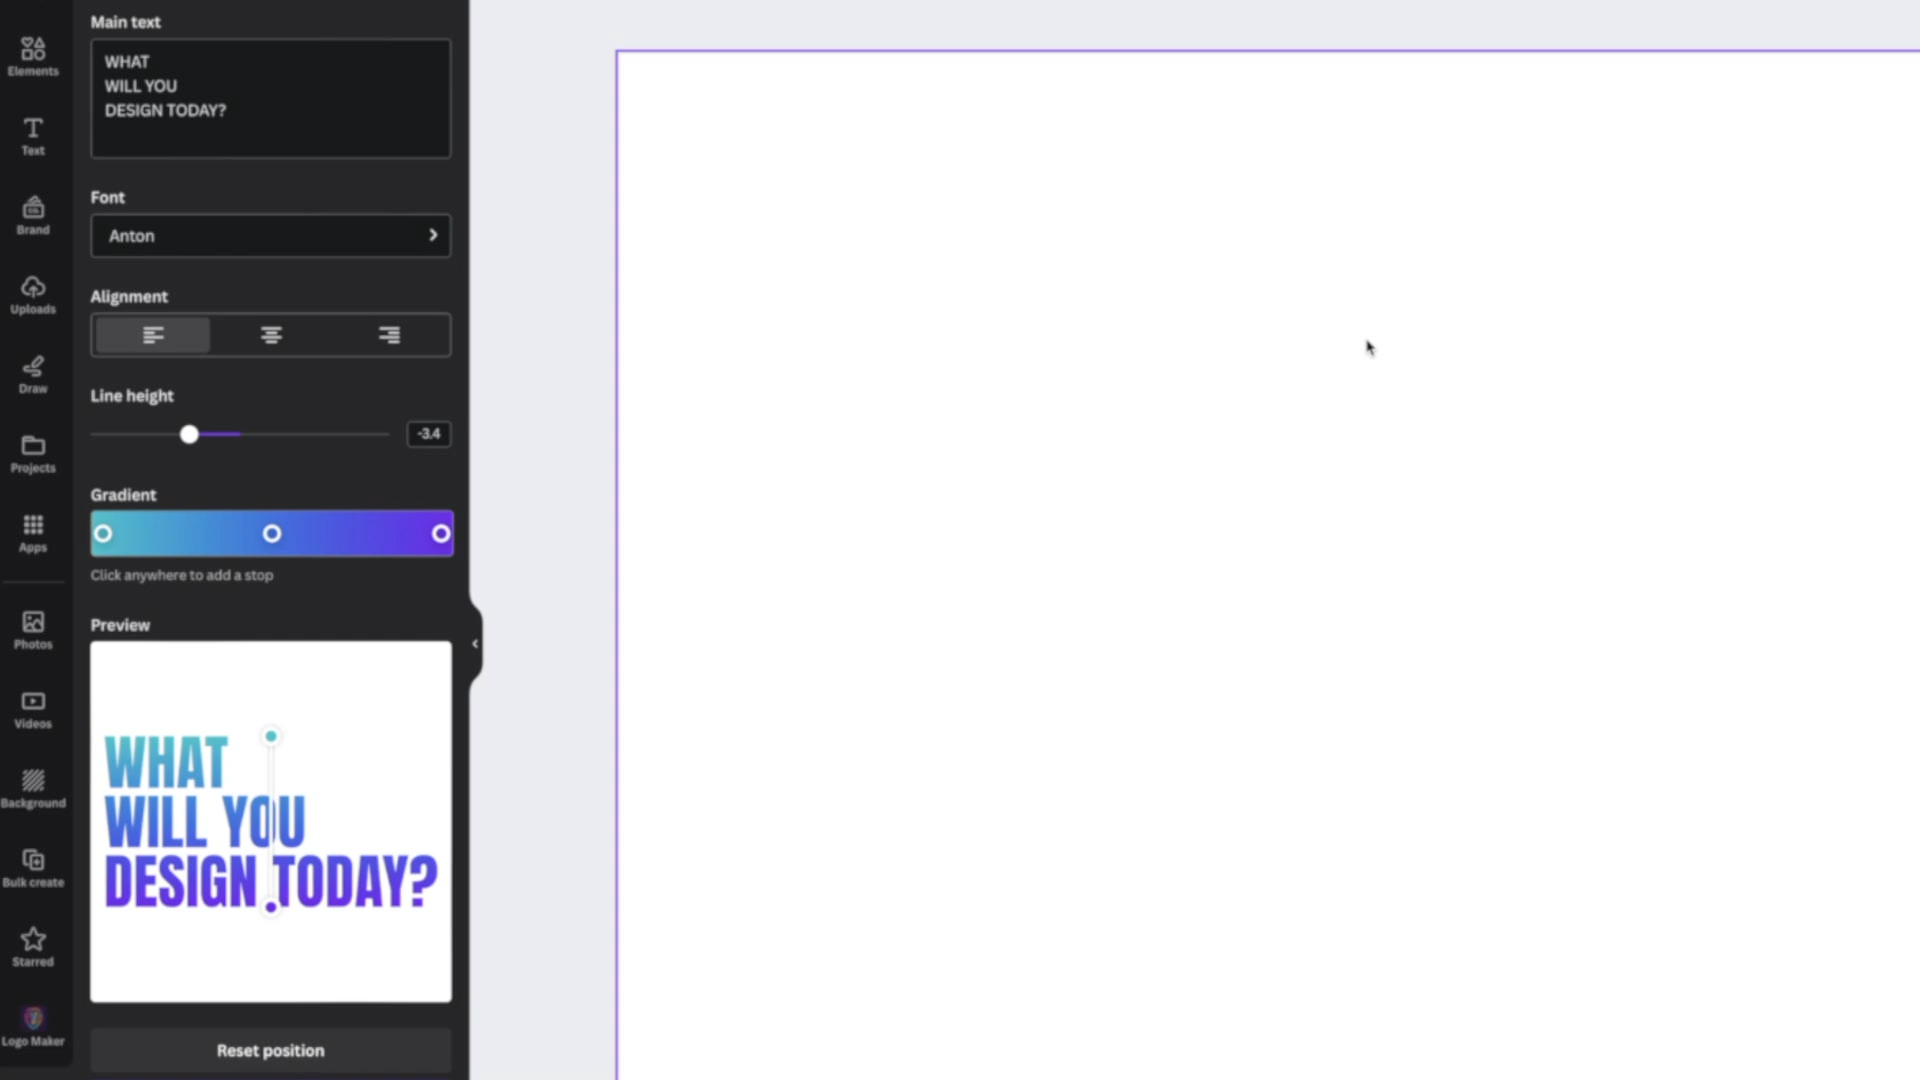 Elements
Text
Brand
Uploads
Draw
Projects
Apps
Photos
Videos
Background
Bulk create
Starred
Logo Maker
Main text
WHAT
WILL YOU
DESIGN TODAY?
Font
Anton
Alignment
Line height
-3.4
Gradient
Click anywhere to add a stop
Preview
WHAT
WILL YOU
DESIGN TODAY?
Reset position